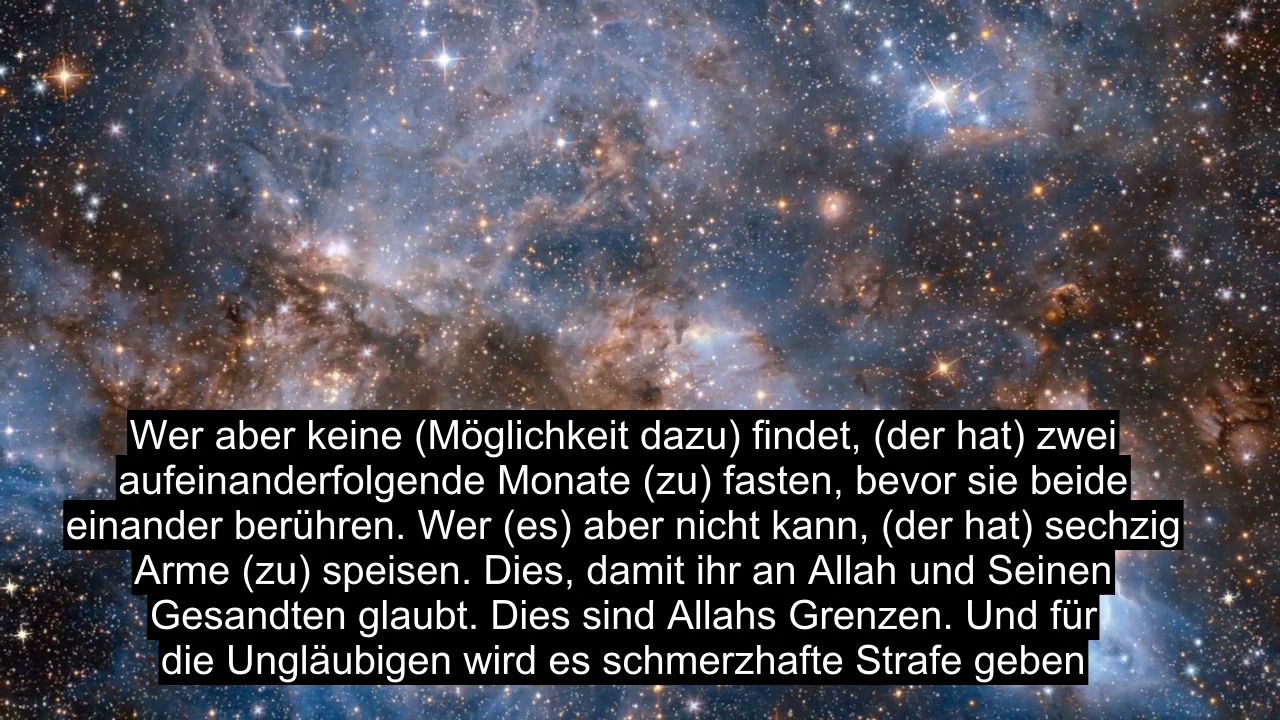 Wer aber keine (Möglichkeit dazu) findet, (der hat) zwei
aufeinanderfolgende Monate (zu) fasten, bevor sie beide
einander berühren. Wer (es) aber nicht kann, (der hat) sechzig
Arme (zu) speisen. Dies, damit ihr an Allah und Seinen
Gesandten glaubt. Dies sind Allahs Grenzen. Und für
die Ungläubigen wird es schmerzhafte Strafe geben